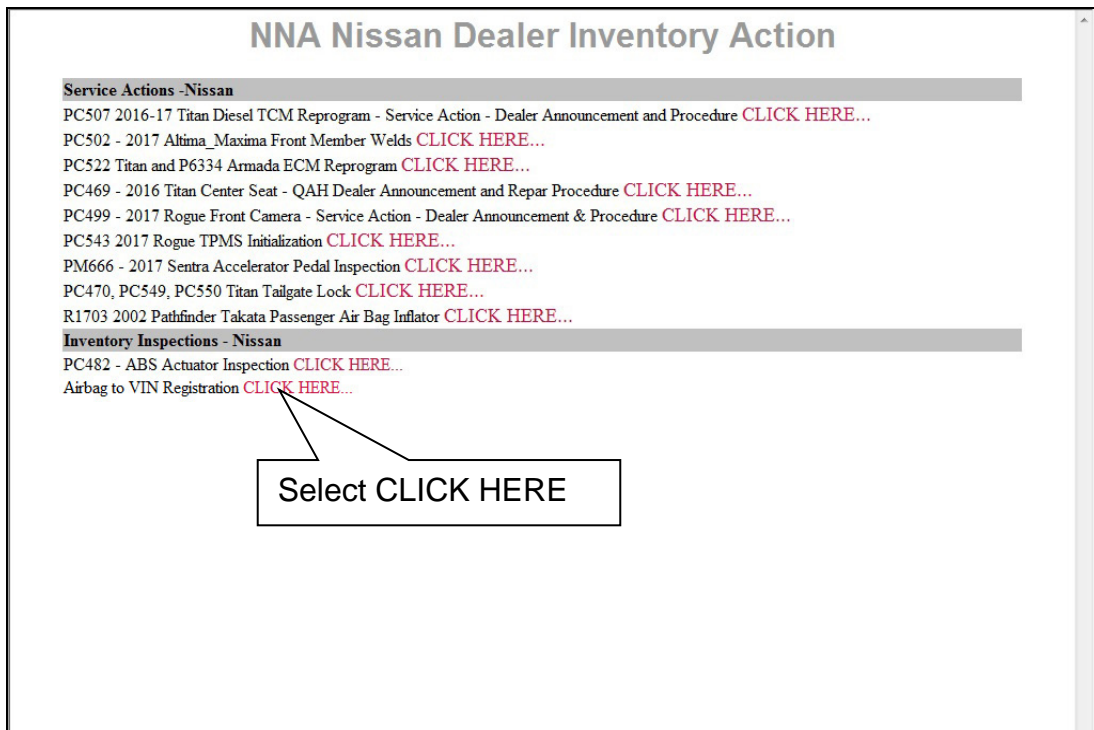 NNA Nissan Dealer Inventory Action
Service Actions -Nissan
PC507 2016-17 Titan Diesel TCM Reprogram - Service Action - Dealer Announcement and Procedure CLICK HERE...
PC502 - 2017 Altima_Maxima Front Member Welds CLICK HERE...
PC522 Titan and P6334 Armada ECM Reprogram CLICK HERE...
PC469 - 2016 Titan Center Seat - QAH Dealer Announcement and Repar Procedure CLICK HERE...
PC499 - 2017 Rogue Front Camera - Service Action - Dealer Announcement & Procedure CLICK HERE...
PC543 2017 Rogue TPMS Initialization CLICK HERE...
PM666 - 2017 Sentra Accelerator Pedal Inspection CLICK HERE...
PC470, PC549, PC550 Titan Tailgate Lock CLICK HERE...
R1703 2002 Pathfinder Takata Passenger Air Bag Inflator CLICK HERE...
Inventory Inspections - Nissan
PC482 - ABS Actuator Inspection CLICK HERE...
Airbag to VIN Registration CLICK HERE...
Select CLICK HERE